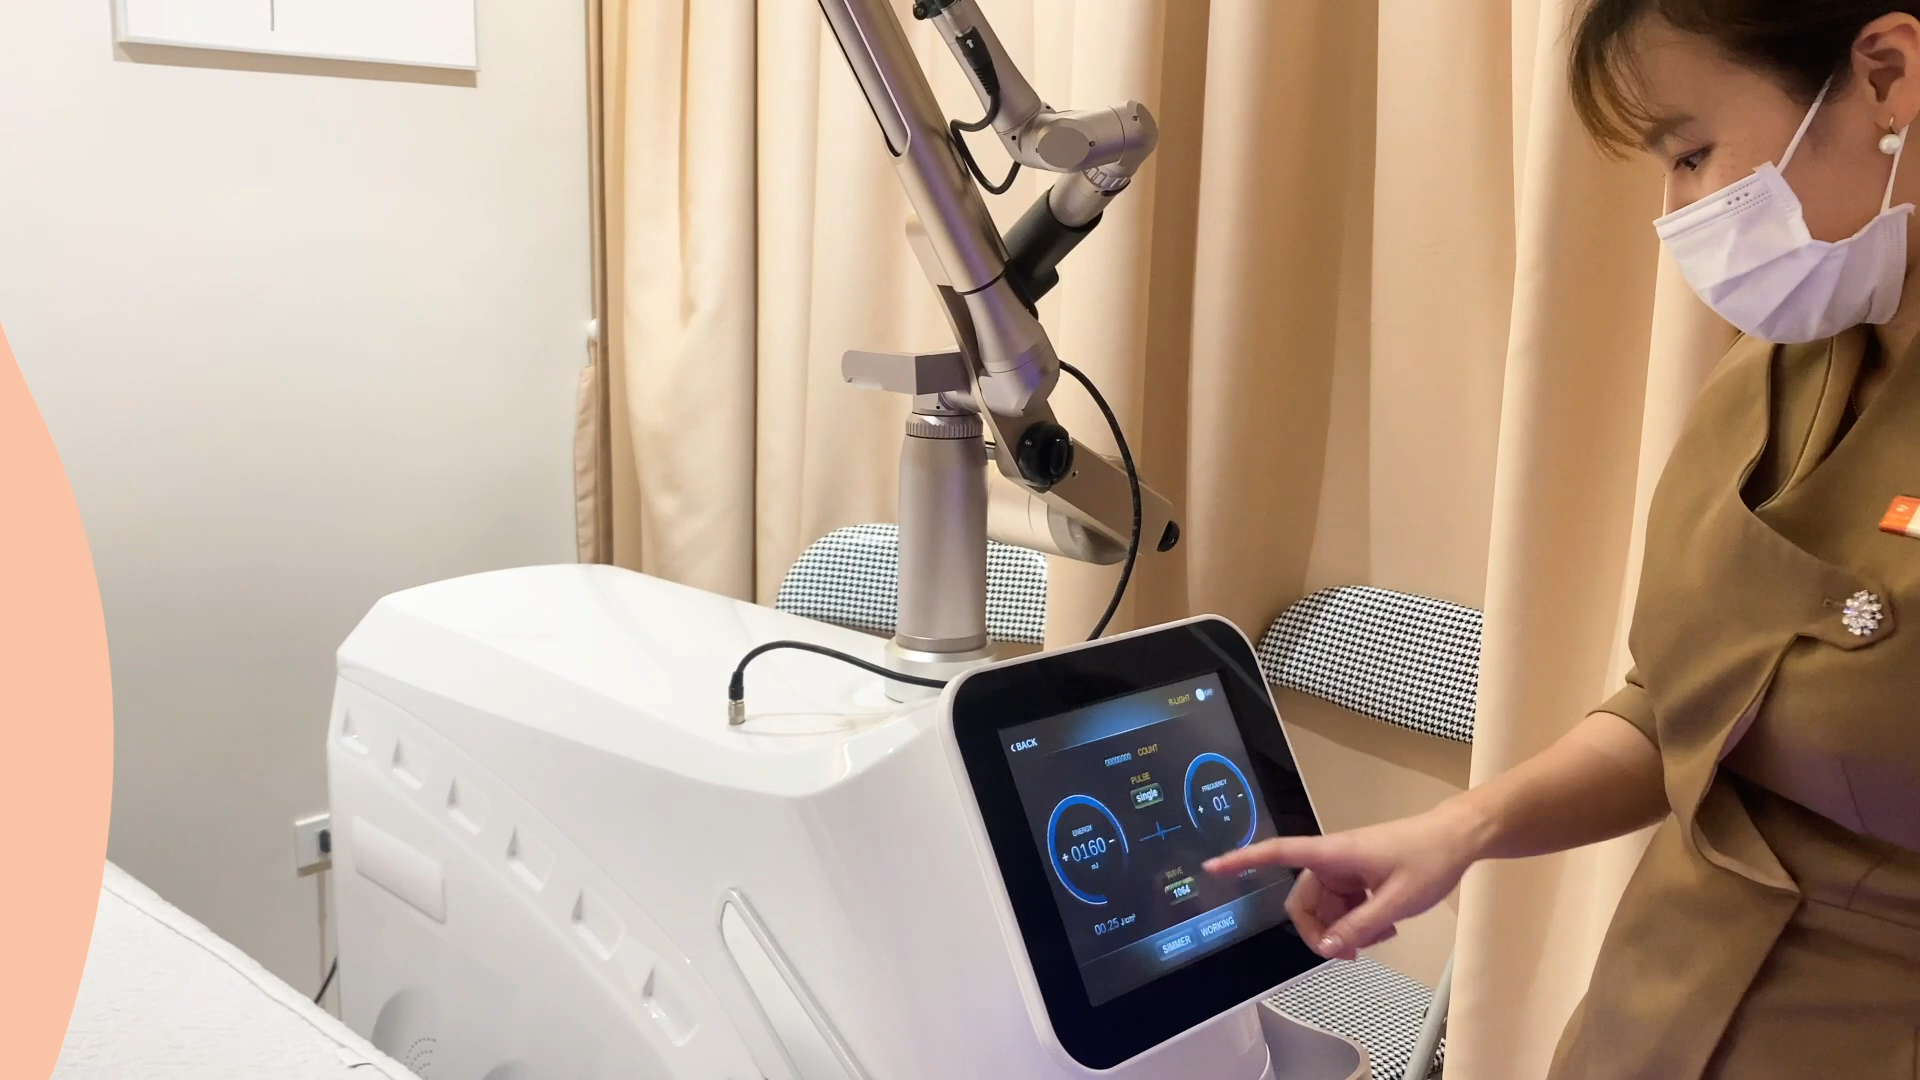 R-LIGHT OFF
BACK
00000000 COUNT
PULSE
single
FREQUENCY
+ 01 -
Hz
ENERGY
+ 0160 -
mJ
WAVE
1064
00.25 J/cm²
SIMMER WORKING